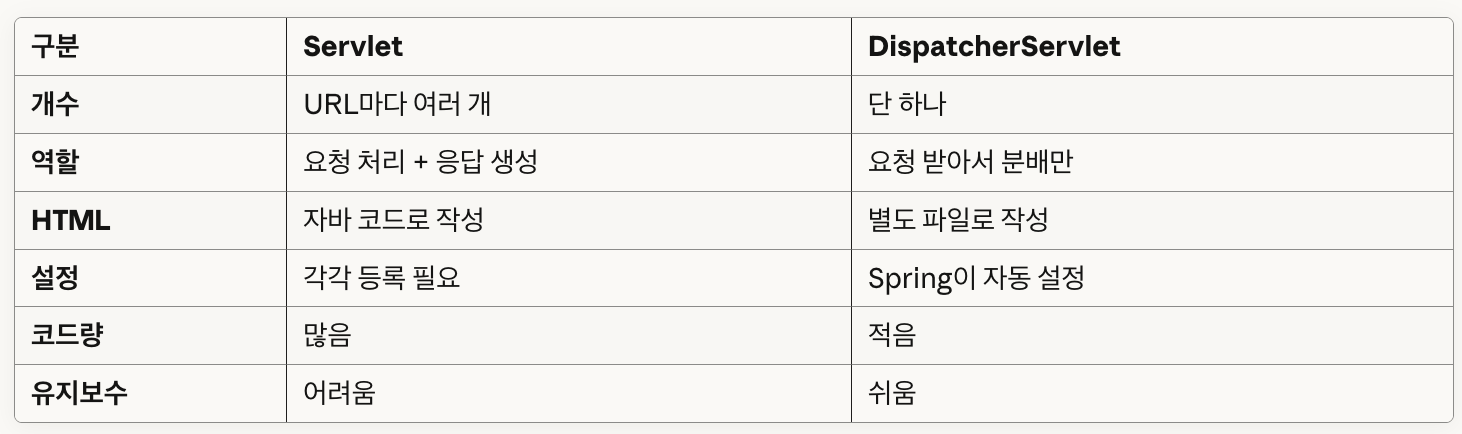 구분 Servlet DispatcherServlet
개수 URL마다 여러 개 단 하나
역할 요청 처리 + 응답 생성 요청 받아서 분배만
HTML 자바 코드로 작성 별도 파일로 작성
설정 각각 등록 필요 Spring이 자동 설정
코드량 많음 적음
유지보수 어려움 쉬움